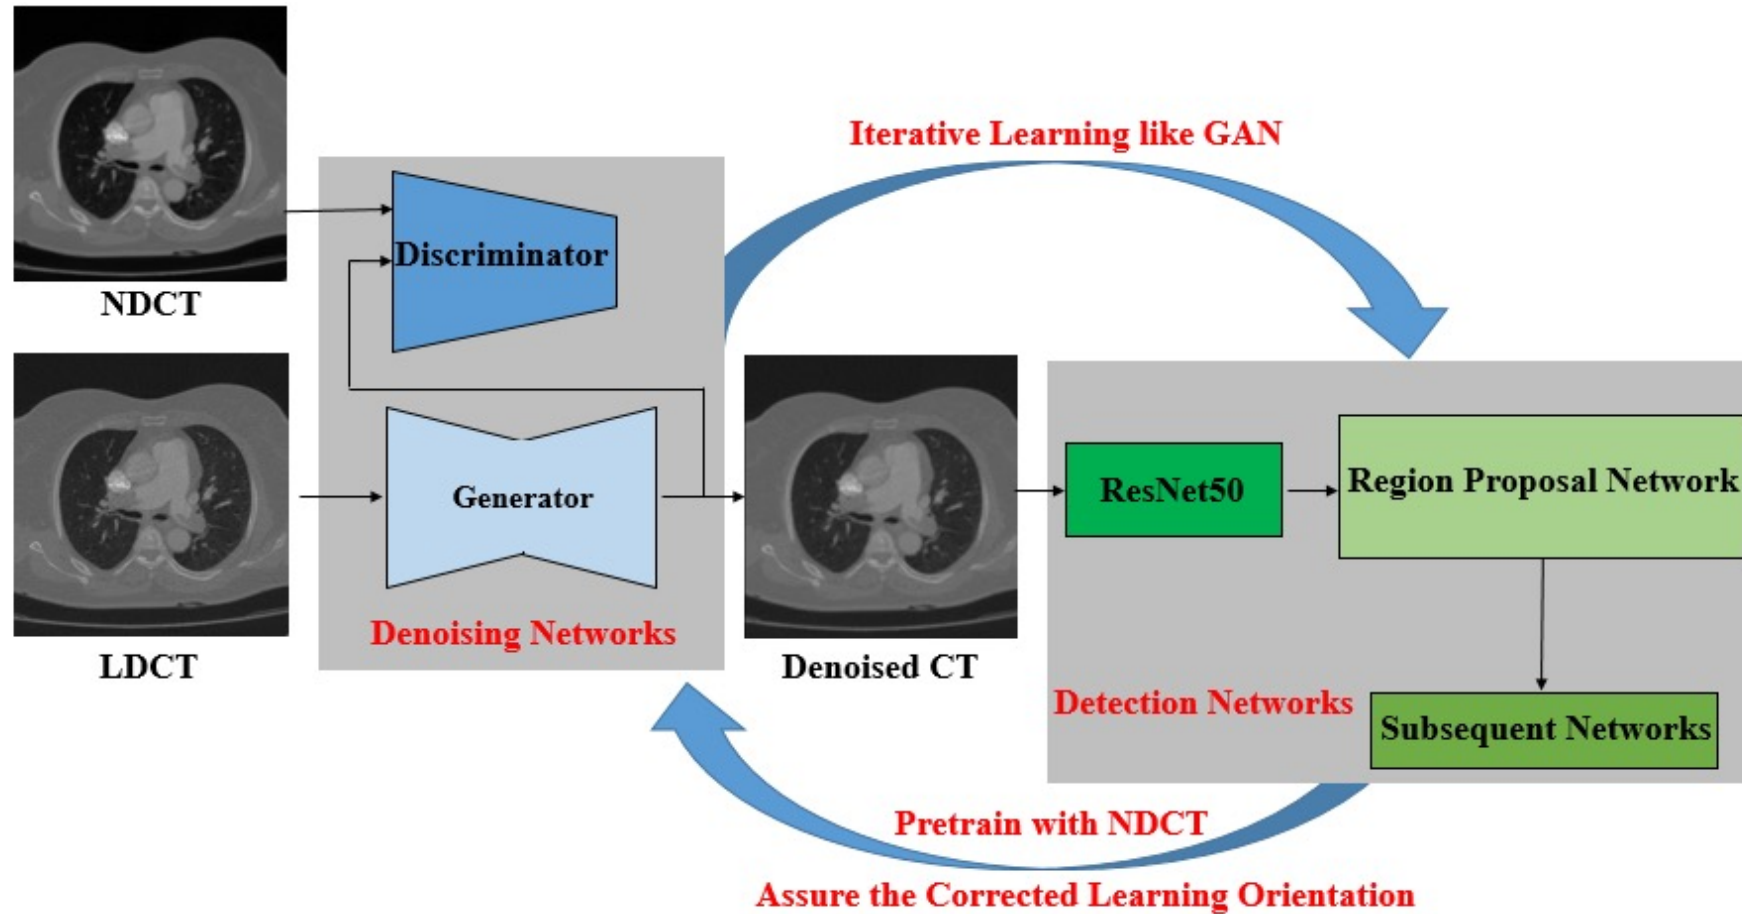 Iterative Learning like GAN
Discriminator
NDCT
Generator
ResNet50
Region Proposal Network
Denoising Networks
LDCT
Denoised CT
Detection Networks
Subsequent Networks
Pretrain with NDCT
Assure the Corrected Learning Orientation